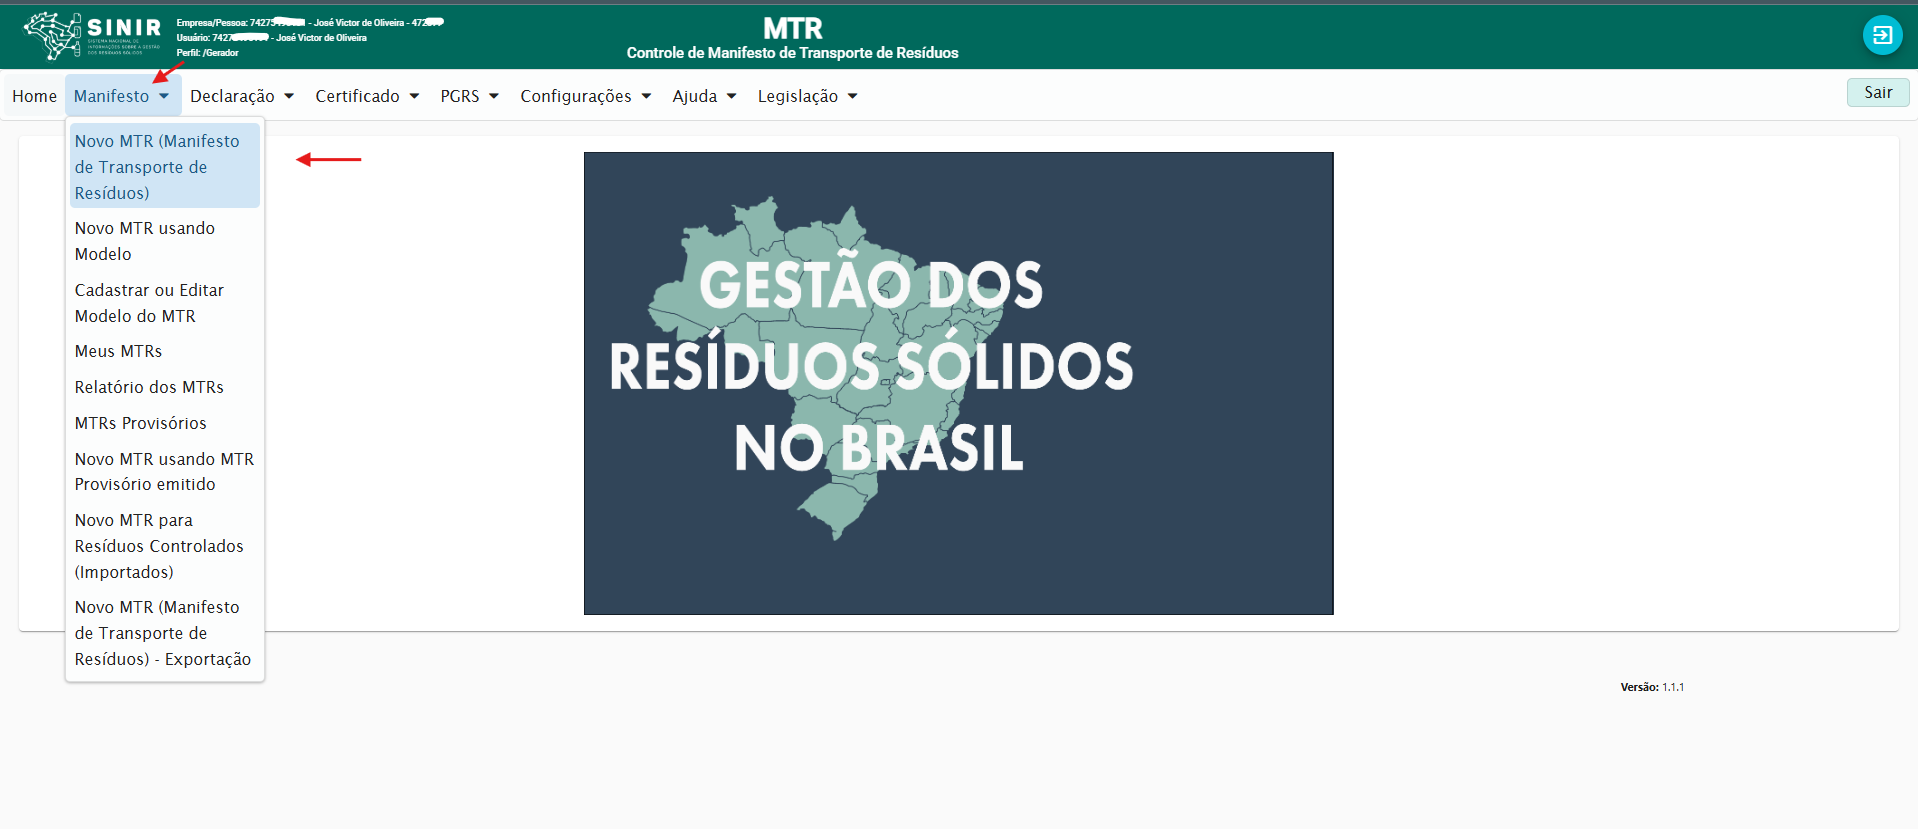 SINIR
SISTEMA NACIONAL DE
INFORMAÇÕES SOBRE A GESTÃO
DOS RESÍDUOS SÓLIDOS
Empresa/Pessoa: 7427 - José Victor de Oliveira - 472
Usuário: 742 - José Victor de Oliveira
Perfil: /Gerador
MTR
Controle de Manifesto de Transporte de Resíduos
Home Manifesto Declaração Certificado PGRS Configurações Ajuda Legislação Sair
Novo MTR (Manifesto
de Transporte de
Resíduos)
Novo MTR usando
Modelo
Cadastrar ou Editar
Modelo do MTR
Meus MTRs
Relatório dos MTRs
MTRs Provisórios
Novo MTR usando MTR
Provisório emitido
Novo MTR para
Resíduos Controlados
(Importados)
Novo MTR (Manifesto
de Transporte de
Resíduos) - Exportação
GESTÃO DOS
RESÍDUOS SÓLIDOS
NO BRASIL
Versão: 1.1.1